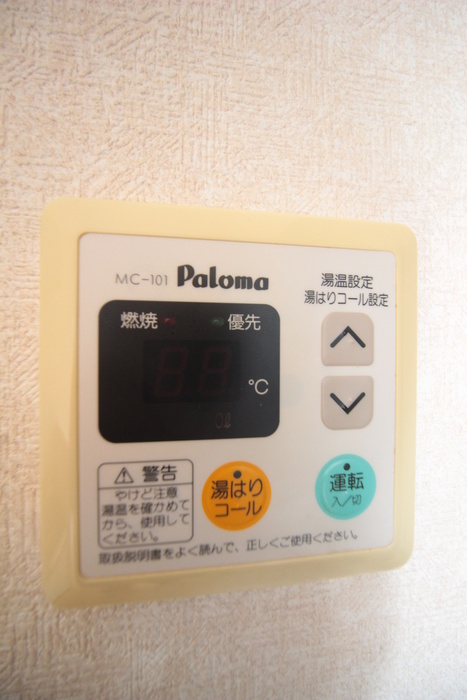 MC-101 Paloma
湯温設定
湯はりコール設定
燃焼 優先
℃
警告
やけど注意
湯温を確かめて
から、使用して
ください。
湯はり
コール
運転
入/切
取扱説明書をよく読んで、正しくご使用ください。